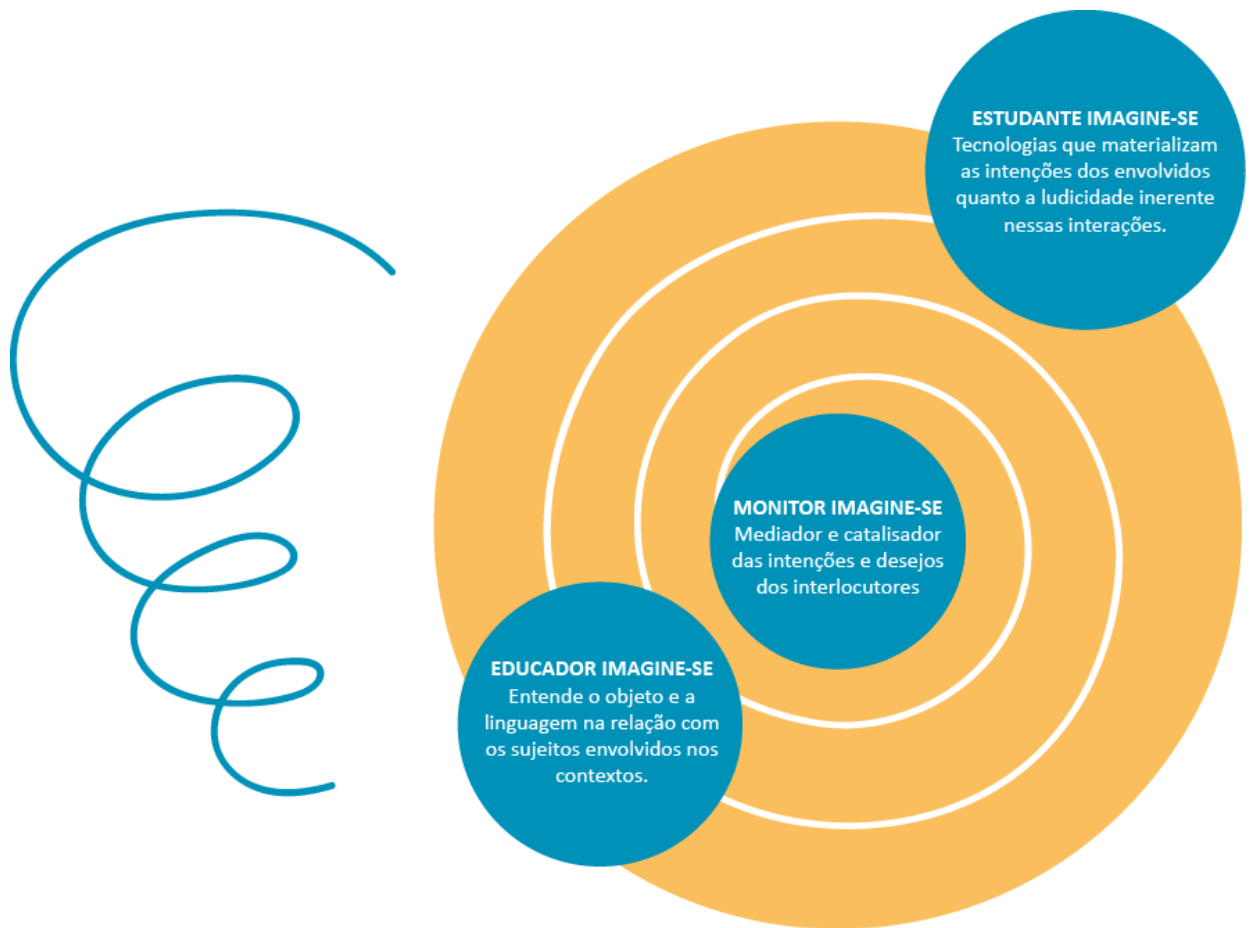 ESTUDANTE IMAGINE-SE
Tecnologias que materializam
as intenções dos envolvidos
quanto a ludicidade inerente
nessas interações.
MONITOR IMAGINE-SE
Mediador e catalisador
das intenções e desejos
dos interlocutores
EDUCADOR IMAGINE-SE
Entende o objeto e a
linguagem na relação com
os sujeitos envolvidos nos
contextos.